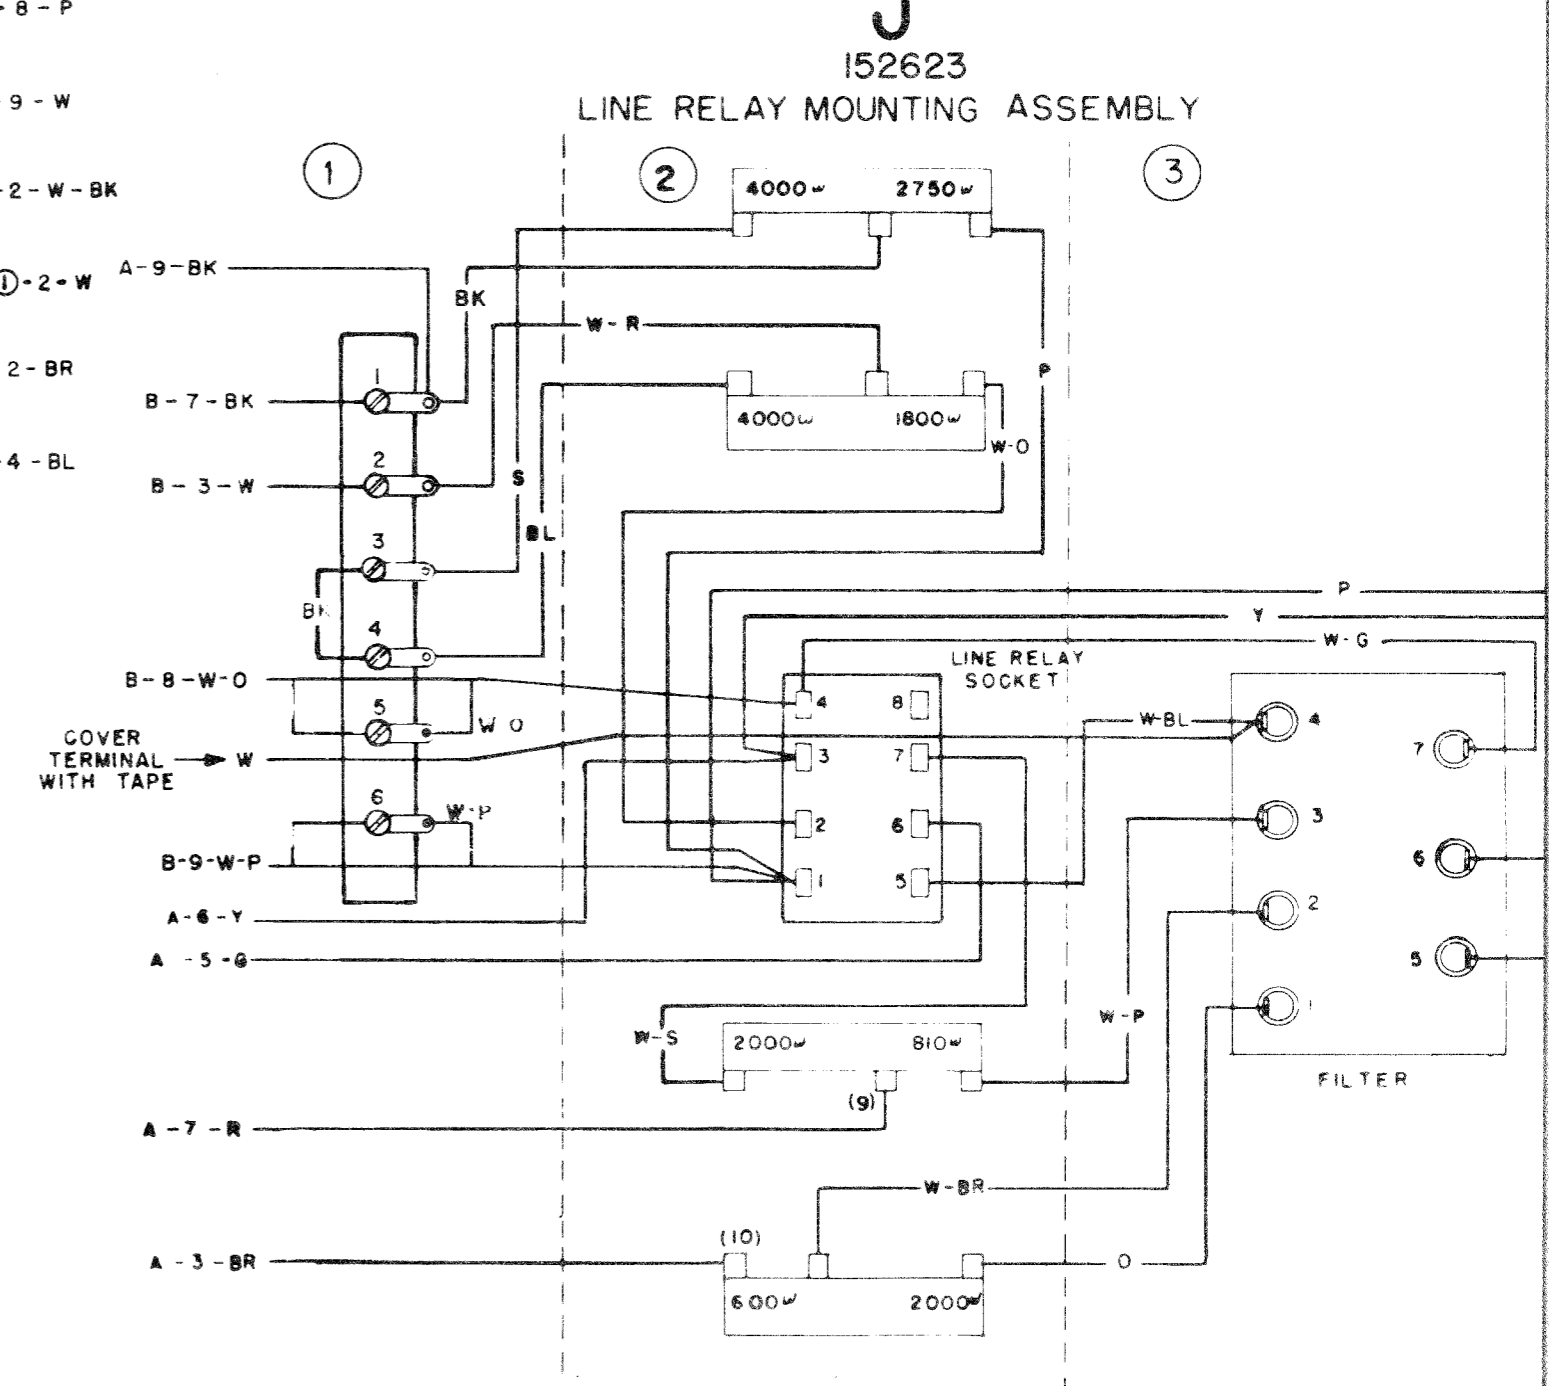 - 8 - P
J
152623
LINE RELAY MOUNTING ASSEMBLY
9 - W
1
2
3
2 - W - BK
4000ω 2750ω
A-9-BK
①-2-W
BK
W-R
2-BR
P
1
B-7-BK
4000ω 1800ω
W-O
2
B-3-W
-4-BL
S
BL
3
BK
P
Y
4
W-G
LINE RELAY
SOCKET
B-8-W-O
4 8
5
W O
W-BL
4
COVER
TERMINAL
WITH TAPE
W
7
3 7
6
W-P
3
2 6
6
B-9-W-P
1 5
2
A-6-Y
A -5-G
5
1
W-P
W-S
2000ω 810ω
FILTER
(9)
A-7-R
W-BR
(10)
A-3-BR
O
600ω 2000ω